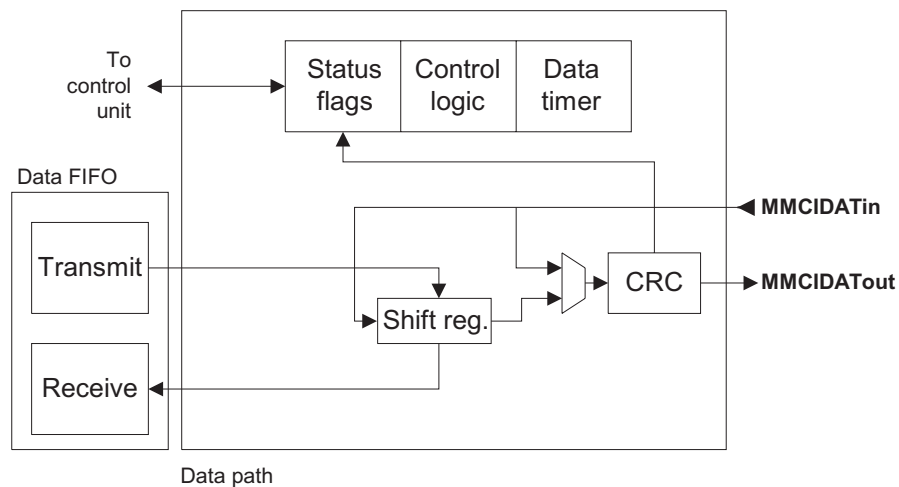 To
control
unit
Status
flags
Control
logic
Data
timer
Data FIFO
MMCIDATin
Transmit
CRC
MMCIDATout
Shift reg.
Receive
Data path